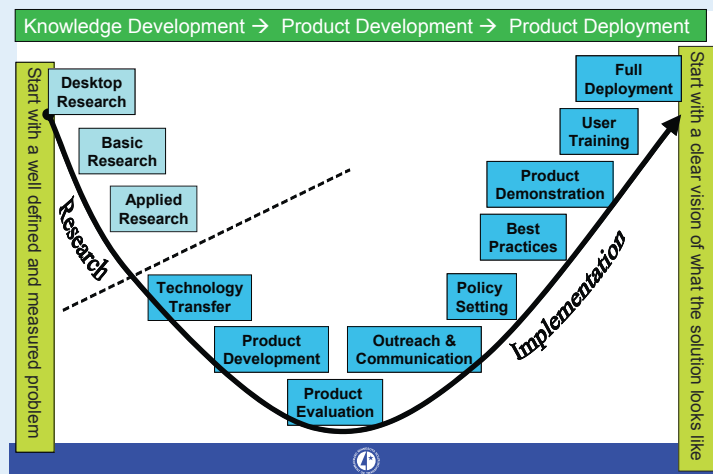 Knowledge Development → Product Development → Product Deployment
Start with a well defined and measured problem
Desktop
Research
Basic
Research
Applied
Research
Research
Technology
Transfer
Product
Development
Product
Evaluation
Outreach &
Communication
Policy
Setting
Best
Practices
Product
Demonstration
User
Training
Full
Deployment
Implementation
Start with a clear vision of what the solution looks like